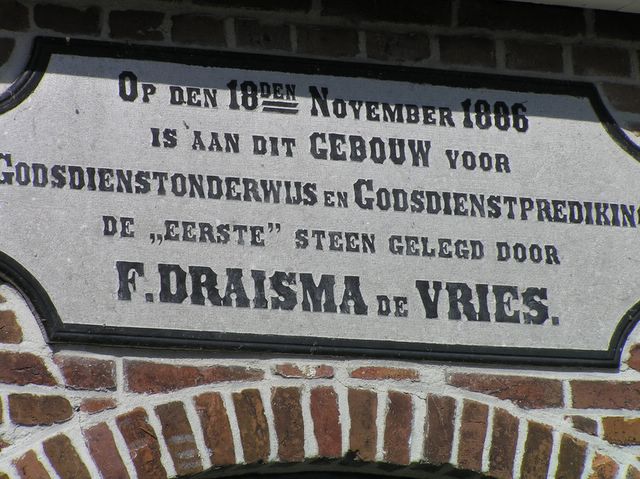 OP DEN 18DEN NOVEMBER 1886
IS AAN DIT GEBOUW VOOR
GODSDIENSTONDERWIJS EN GODSDIENSTPREDIKING
DE „EERSTE” STEEN GELEGD DOOR
F. DRAISMA DE VRIES.